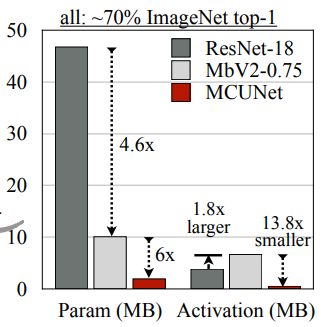 all: ~70% ImageNet top-1
50
40
30
20
10
0
ResNet-18
MbV2-0.75
MCUNet
4.6x
6x
1.8x
larger
13.8x
smaller
Param (MB)
Activation (MB)